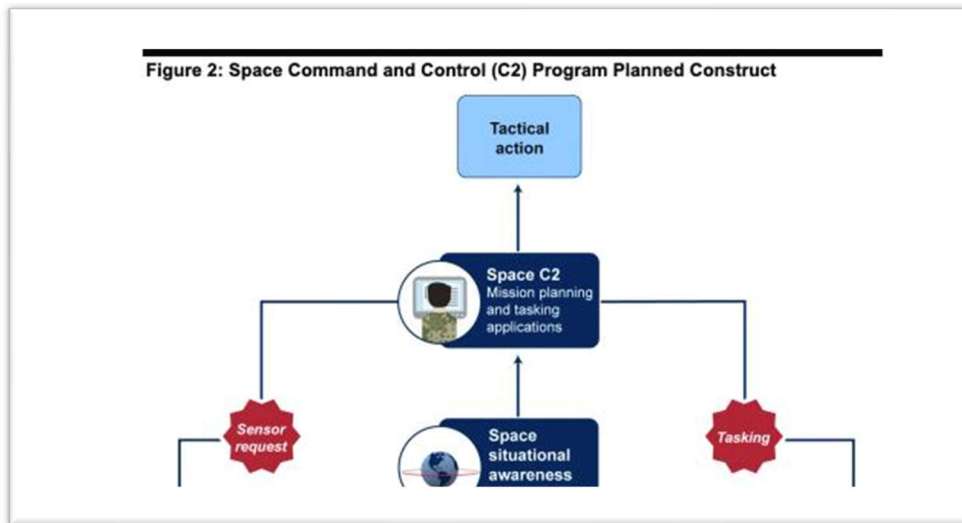 Figure 2: Space Command and Control (C2) Program Planned Construct
Tactical
action
Space C2
Mission planning
and tasking
applications
Sensor
request
Tasking
Space
situational
awareness